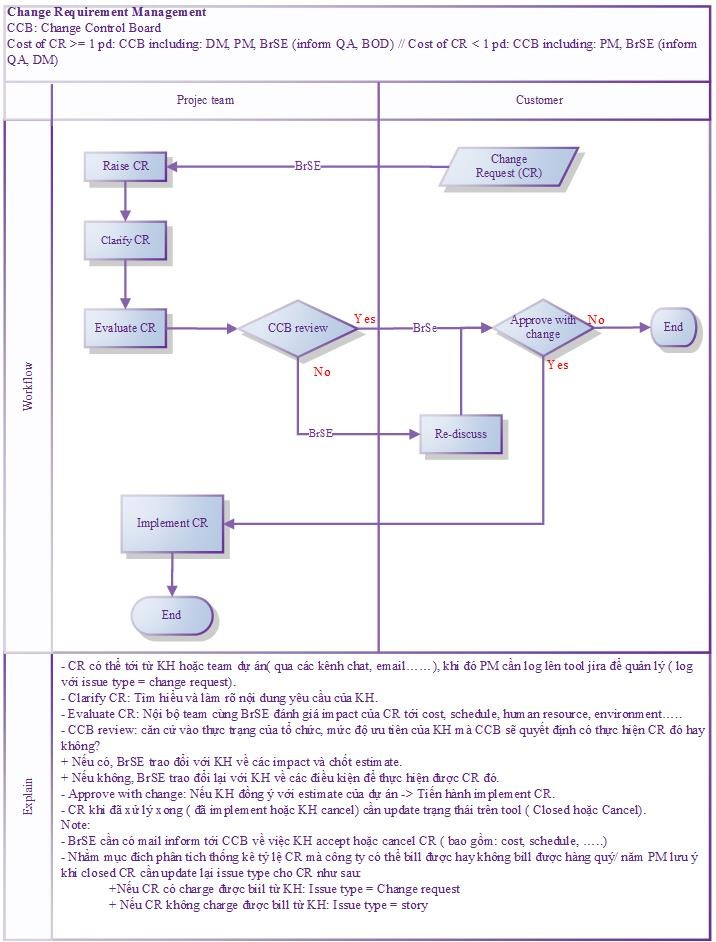 Change Requirement Management
CCB: Change Control Board
Cost of CR >= 1 pd: CCB including: DM, PM, BrSE (inform QA, BOD) // Cost of CR < 1 pd: CCB including: PM, BrSE (inform
QA, DM)
Projec team
Customer
Workflow
Raise CR
BrSE
Change
Request (CR)
Clarify CR
Evaluate CR
CCB review
Yes
BrSe
Approve with
change
No
End
No
Yes
BrSE
Re-discuss
Implement CR
End
Explain
- CR có thể tới từ KH hoặc team dự án( qua các kênh chat, email……), khi đó PM cần log lên tool jira để quản lý ( log
với issue type = change request).
- Clarify CR: Tìm hiểu và làm rõ nội dung yêu cầu của KH.
- Evaluate CR: Nội bộ team cùng BrSE đánh giá impact của CR tới cost, schedule, human resource, environment…..
- CCB review: căn cứ vào thực trạng của tổ chức, mức độ ưu tiên của KH mà CCB sẽ quyết định có thực hiện CR đó hay
không?
+ Nếu có, BrSE trao đổi với KH về các impact và chốt estimate.
+ Nếu không, BrSE trao đổi lại với KH về các điều kiện để thực hiện được CR đó.
- Approve with change: Nếu KH đồng ý với estimate của dự án -> Tiến hành implement CR.
- CR khi đã xử lý xong ( đã implement hoặc KH cancel) cần update trạng thái trên tool ( Closed hoặc Cancel).
Note:
- BrSE cần có mail inform tới CCB về việc KH accept hoặc cancel CR ( bao gồm: cost, schedule, …..)
- Nhằm mục đích phân tích thống kê tỷ lệ CR mà công ty có thể bill được hay không bill được hàng quý/ năm PM lưu ý
khi closed CR cần update lại issue type cho CR như sau:
+Nếu CR có charge được biil từ KH: Issue type = Change request
+ Nếu CR không charge được bill từ KH: Issue type = story